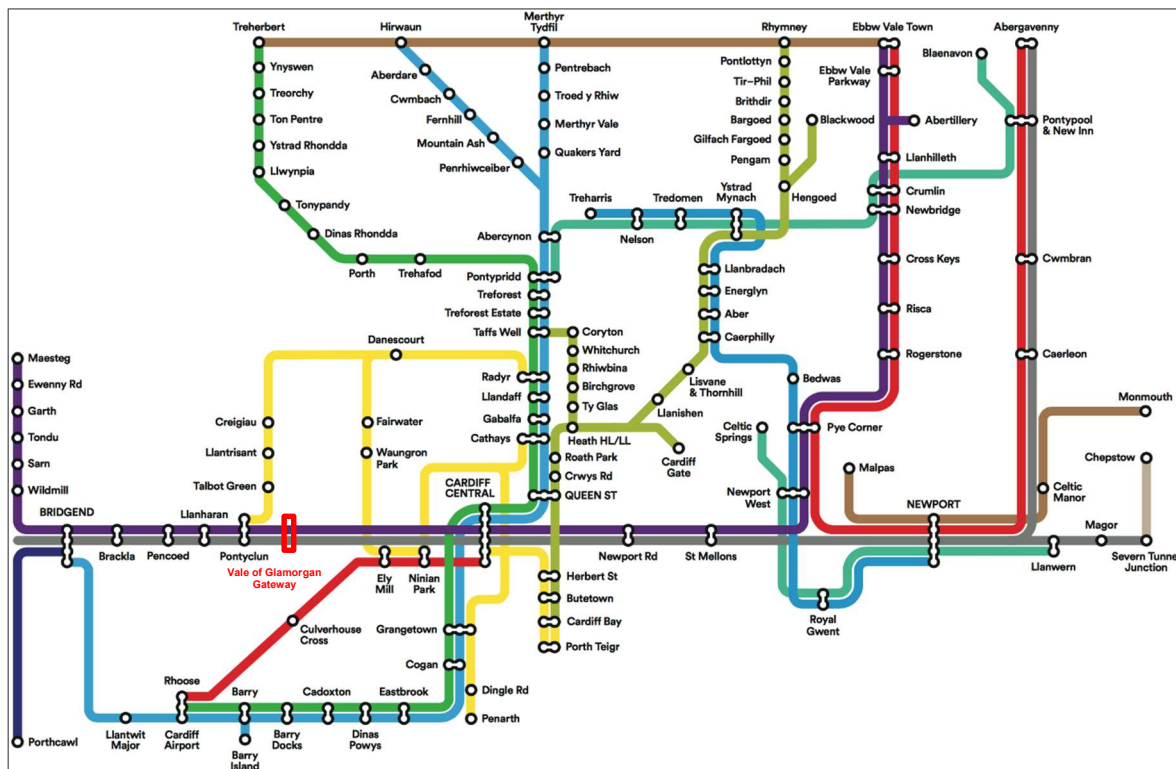 Treherbert
Hirwaun
Merthyr
Tydfil
Rhymney
Ebbw Vale Town
Abergavenny
Ynyswen
Treorchy
Ton Pentre
Ystrad Rhondda
Llwynpia
Tonypandy
Dinas Rhondda
Porth
Trehafod
Aberdare
Cwmbach
Fernhill
Mountain Ash
Penrhiwceiber
Pentrebach
Troed y Rhiw
Merthyr Vale
Quakers Yard
Abercynon
Pontypridd
Treforest
Treforest Estate
Taffs Well
Radyr
Llandaff
Gabalfa
Cathays
Treharris
Nelson
Tredomen
Ystrad
Mynach
Pontlottyn
Tir-Phil
Brithdir
Bargoed
Gilfach Fargoed
Pengam
Blackwood
Hengoed
Ebbw Vale
Parkway
Abertillery
Llanhilleth
Crumlin
Newbridge
Cross Keys
Risca
Rogerstone
Blaenavon
Pontypool
& New Inn
Cwmbran
Caerleon
Llanbradach
Energlyn
Aber
Caerphilly
Bedwas
Lisvane
& Thornhill
Llanishen
Coryton
Whitchurch
Rhiwbina
Birchgrove
Ty Glas
Heath HL/LL
Cardiff
Gate
Roath Park
Crwys Rd
QUEEN ST
Danescourt
Creigiau
Llantrisant
Talbot Green
Fairwater
Waungron
Park
Maesteg
Ewenny Rd
Garth
Tondu
Sarn
Wildmill
BRIDGEND
Brackla
Pencoed
Llanharan
Pontyclun
Vale of Glamorgan
Gateway
CARDIFF
CENTRAL
Ely
Mill
Ninian
Park
Newport Rd
St Mellons
Celtic
Springs
Newport
West
Pye Corner
Malpas
NEWPORT
Monmouth
Celtic
Manor
Chepstow
Magor
Llanwern
Severn Tunne
Junction
Royal
Gwent
Herbert St
Butetown
Cardiff Bay
Porth Teigr
Culverhouse
Cross
Grangetown
Cogan
Dingle Rd
Penarth
Rhoose
Barry
Cadoxton
Eastbrook
Porthcawl
Llantwit
Major
Cardiff
Airport
Barry
Island
Barry
Docks
Dinas
Powys